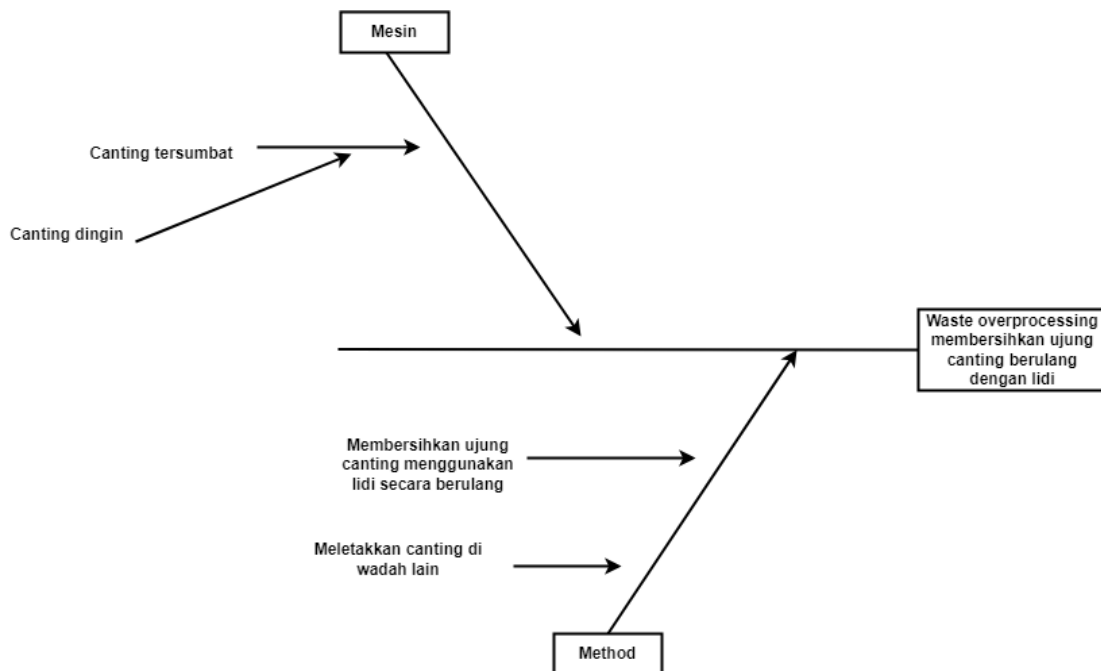 Mesin
Canting tersumbat
Canting dingin
Waste overprocessing
membersihkan ujung
canting berulang
dengan lidi
Membersihkan ujung
canting menggunakan
lidi secara berulang
Meletakkan canting di
wadah lain
Method